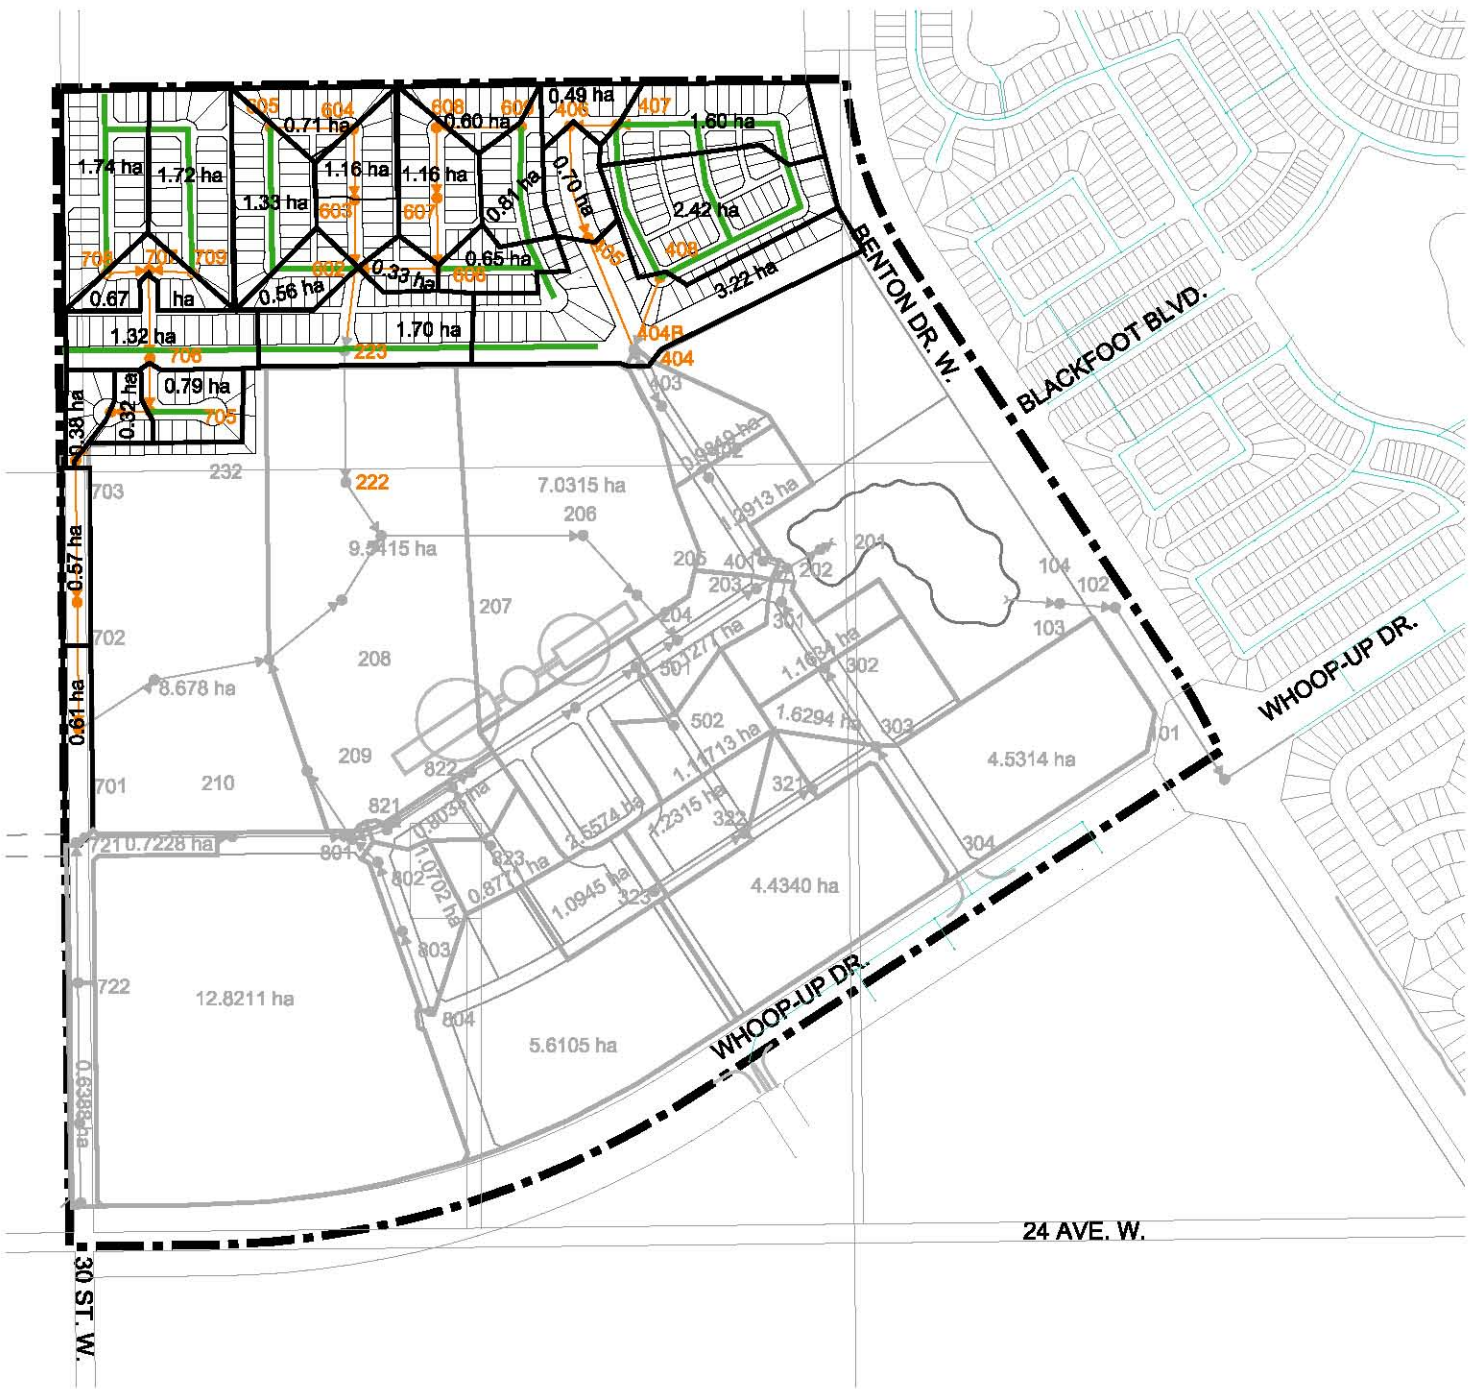 0.49 ha
605
604
608
609
406
407
0.71 ha
0.60 ha
1.60 ha
1.74 ha
1.72 ha
1.16 ha
1.16 ha
0.70 ha
1.33 ha
0.81 ha
603
607
2.42 ha
405
408
BENTON DR. W.
708
707
709
602
0.33 ha
0.65 ha
606
0.67
ha
0.56 ha
3.22 ha
1.32 ha
1.70 ha
404B
706
223
404
BLACKFOOT BLVD.
0.38 ha
0.32 ha
0.79 ha
403
705
0.9849 ha
232
703
222
7.0315 ha
1.2913 ha
206
0.57 ha
9.5415 ha
205
401
201
202
203
104
102
207
204
301
103
702
208
501
1.1634 ha
302
WHOOP-UP DR.
8.678 ha
0.61 ha
502
1.6294 ha
303
101
209
822
1.11713 ha
4.5314 ha
701
210
321
821
2.5574 ha
1.2315 ha
322
721
0.7228 ha
801
304
823
802
1.0702 ha
1.0945 ha
323
4.4340 ha
803
722
12.8211 ha
WHOOP-UP DR.
804
5.6105 ha
0.6388 ha
24 AVE. W.
30 ST. W.